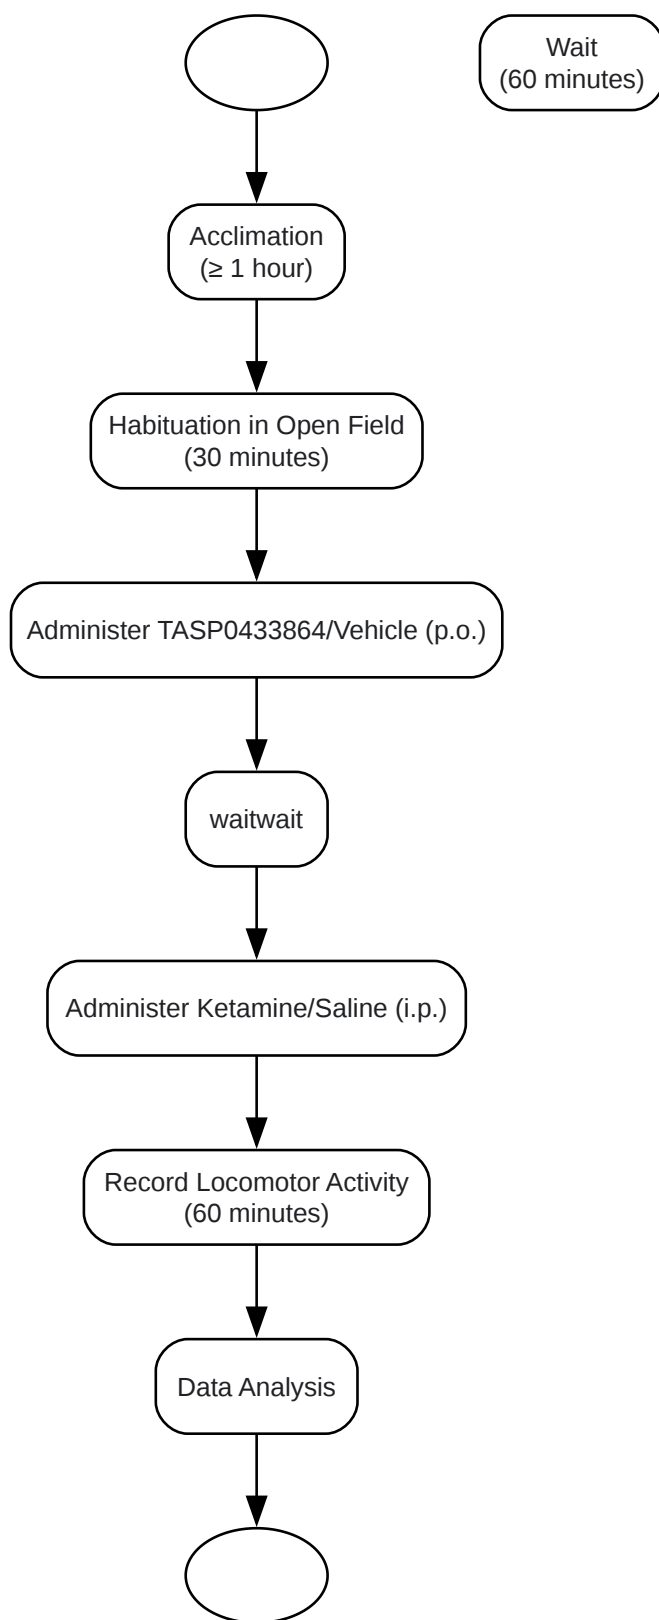 Wait
(60 minutes)
Acclimation
(≥ 1 hour)
Habituation in Open Field
(30 minutes)
Administer TASP0433864/Vehicle (p.o.)
waitwait
Administer Ketamine/Saline (i.p.)
Record Locomotor Activity
(60 minutes)
Data Analysis